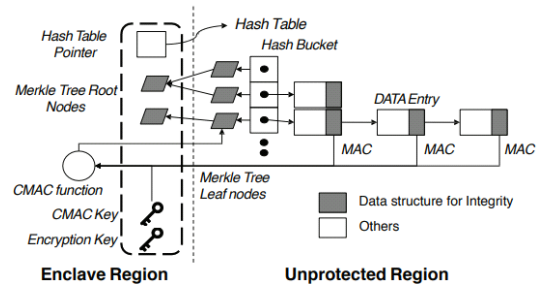 Hash Table
Pointer
Hash Table
Hash Bucket
Merkle Tree Root
Nodes
DATA Entry
MAC
MAC
MAC
CMAC function
Merkle Tree
Leaf nodes
CMAC Key
Encryption Key
Data structure for Integrity
Others
Enclave Region
Unprotected Region